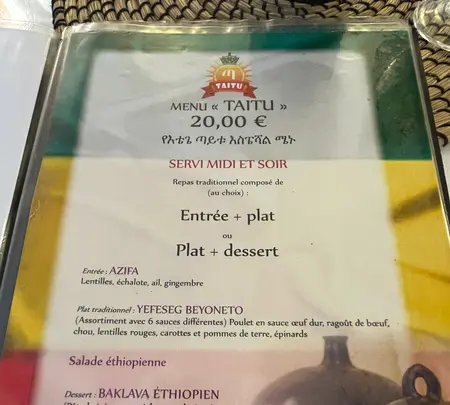 ጣ
TAITU
MENU « TAITU »
20,00 €
የእቴጌ ጣይቱ እስፔሻል ሜኑ
SERVI MIDI ET SOIR
Repas traditionnel composé de
(au choix) :
Entrée + plat
ou
Plat + dessert
Entrée : AZIFA
Lentilles, échalote, ail, gingembre
Plat traditionnel : YEFESEG BEYONETO
(Assortiment avec 6 sauces différentes) Poulet en sauce œuf dur, ragoût de bœuf,
chou, lentilles rouges, carottes et pommes de terre, épinards
Salade éthiopienne
Dessert : BAKLAVA ÉTHIOPIEN